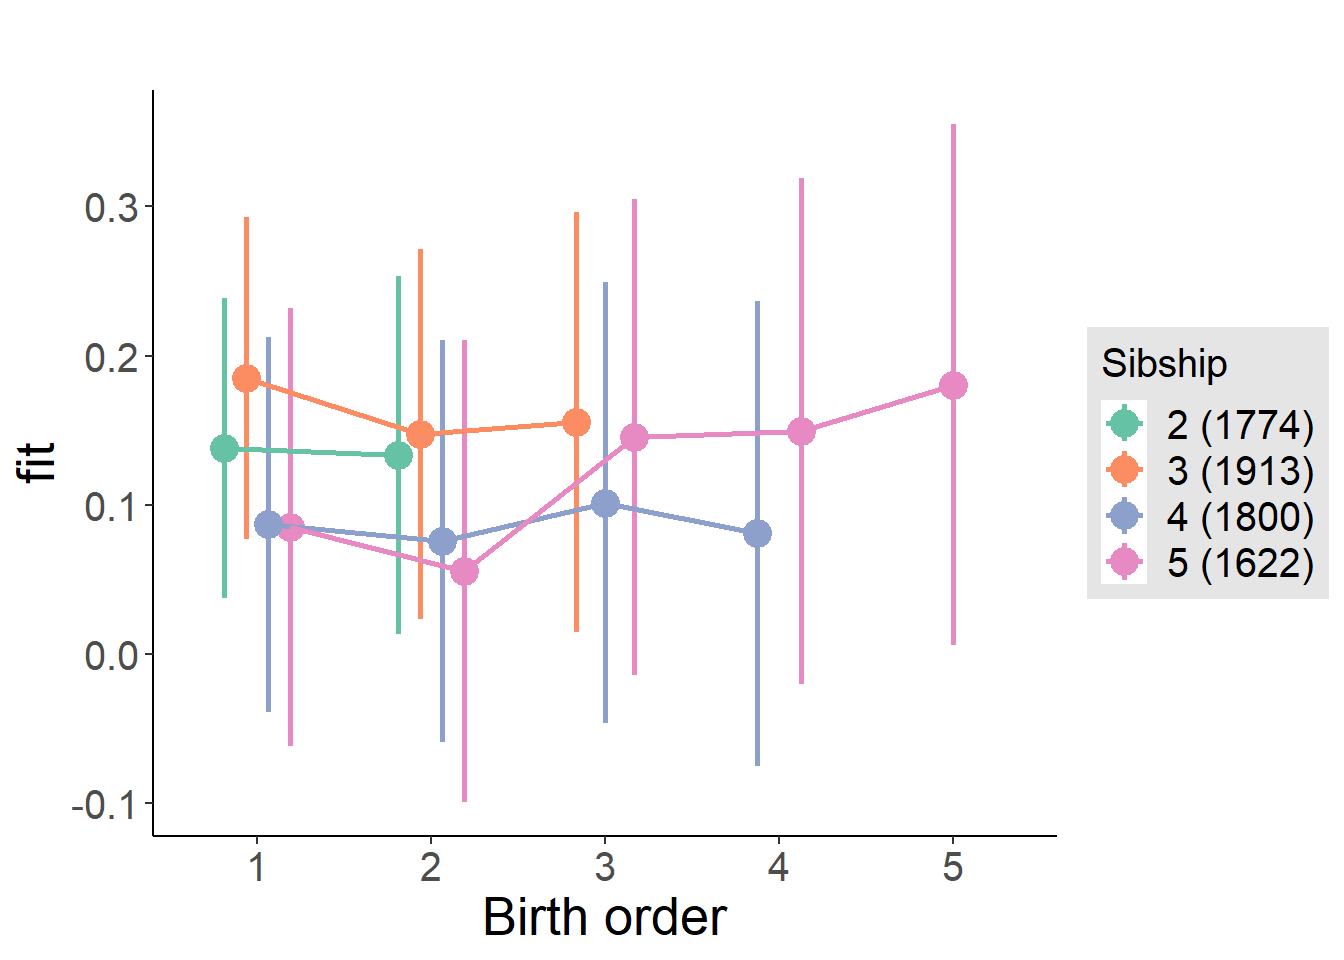 0.3
0.2
0.1
0.0
-0.1
fit
1 2 3 4 5
Birth order
Sibship
2 (1774)
3 (1913)
4 (1800)
5 (1622)